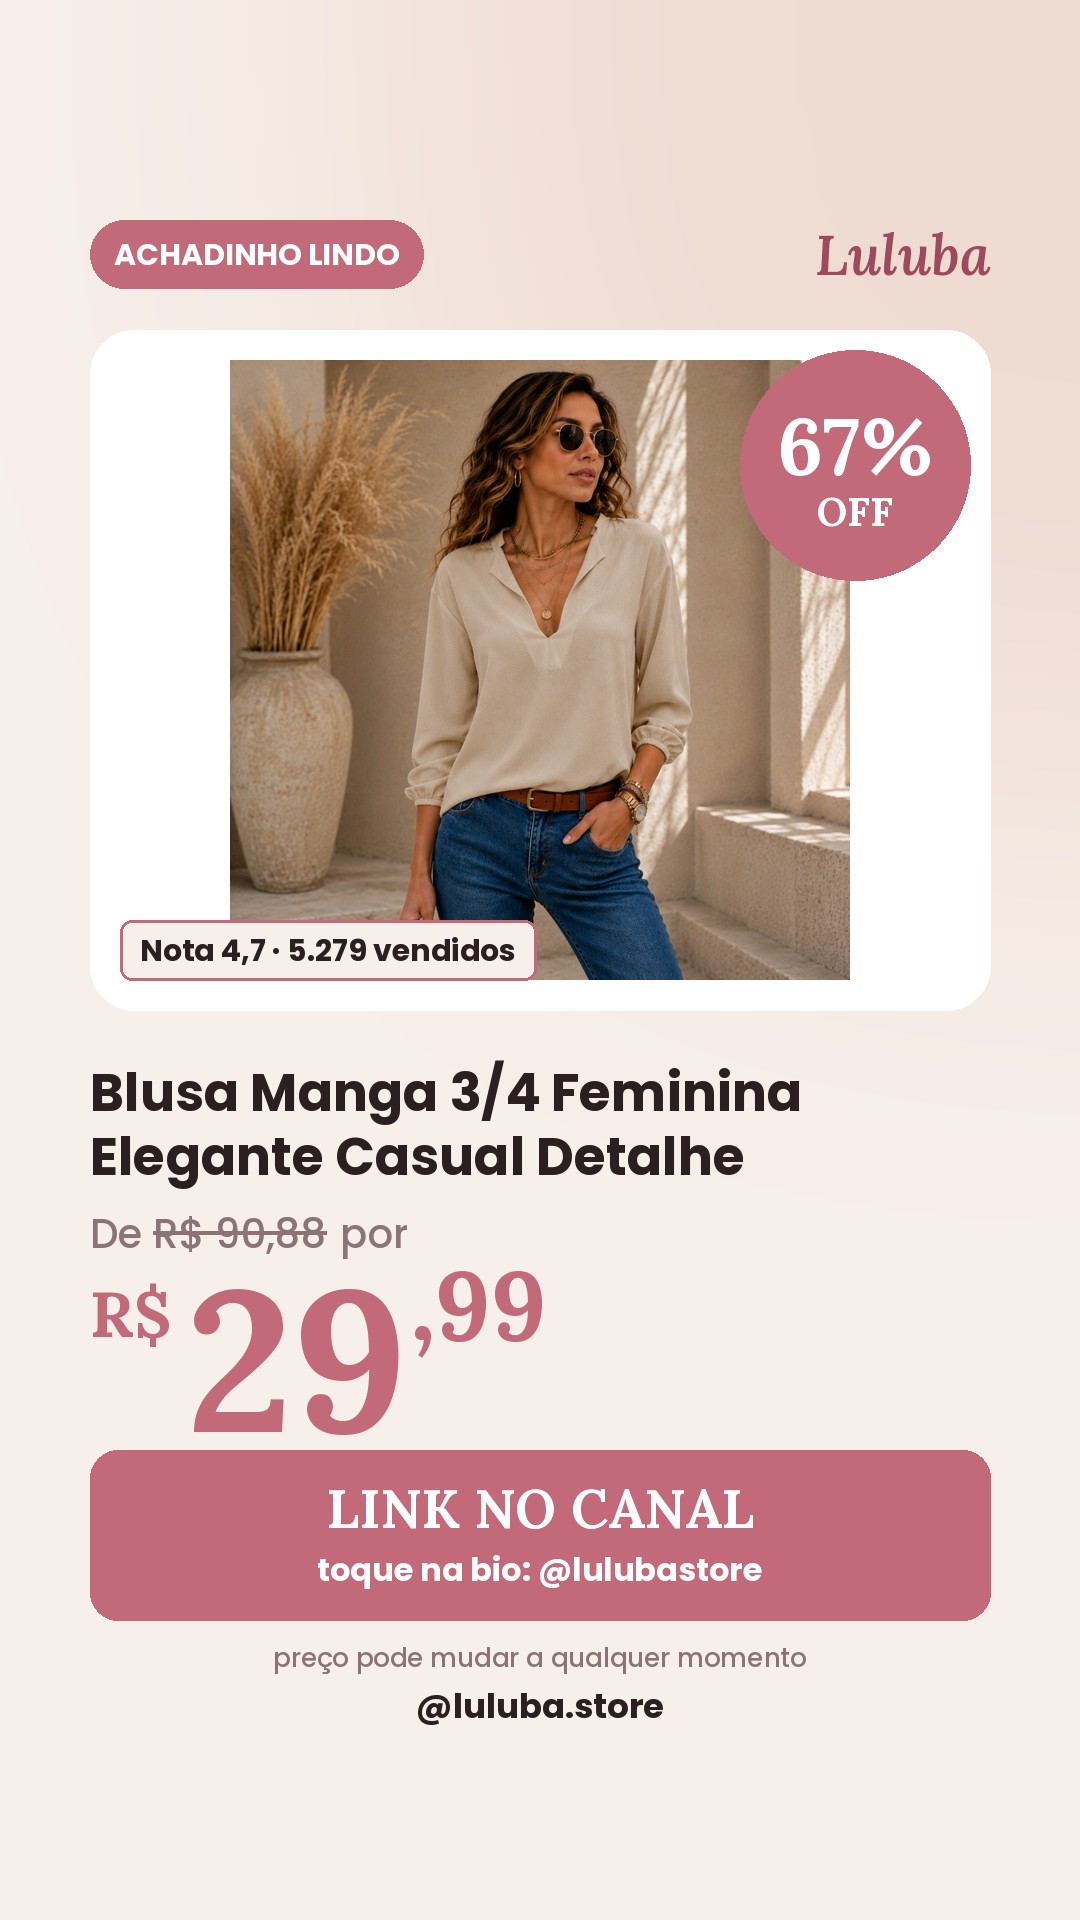 ACHADINHO LINDO
Luluba
67%
OFF
Nota 4,7 · 5.279 vendidos
Blusa Manga 3/4 Feminina
Elegante Casual Detalhe
De R$ 90,88 por
R$ 29,99
LINK NO CANAL
toque na bio: @lulubastore
preço pode mudar a qualquer momento
@luluba.store